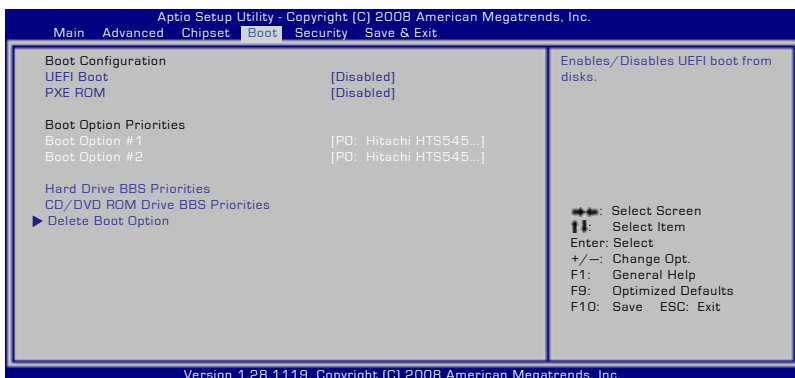 Aptio Setup Utility - Copyright (C) 2008 American Megatrends, Inc.
Main Advanced Chipset Boot Security Save & Exit
Boot Configuration
UEFI Boot [Disabled]
PXE ROM [Disabled]
Boot Option Priorities
Boot Option #1 [P0: Hitachi HTS545...]
Boot Option #2 [P0: Hitachi HTS545...]
Hard Drive BBS Priorities
CD/DVD ROM Drive BBS Priorities
Delete Boot Option
Enables/Disables UEFI boot from
disks.
: Select Screen
: Select Item
Enter: Select
+/—: Change Opt.
F1: General Help
F9: Optimized Defaults
F10: Save ESC: Exit
Version 1.28.1119. Copyright (C) 2008 American Megatrends, Inc.